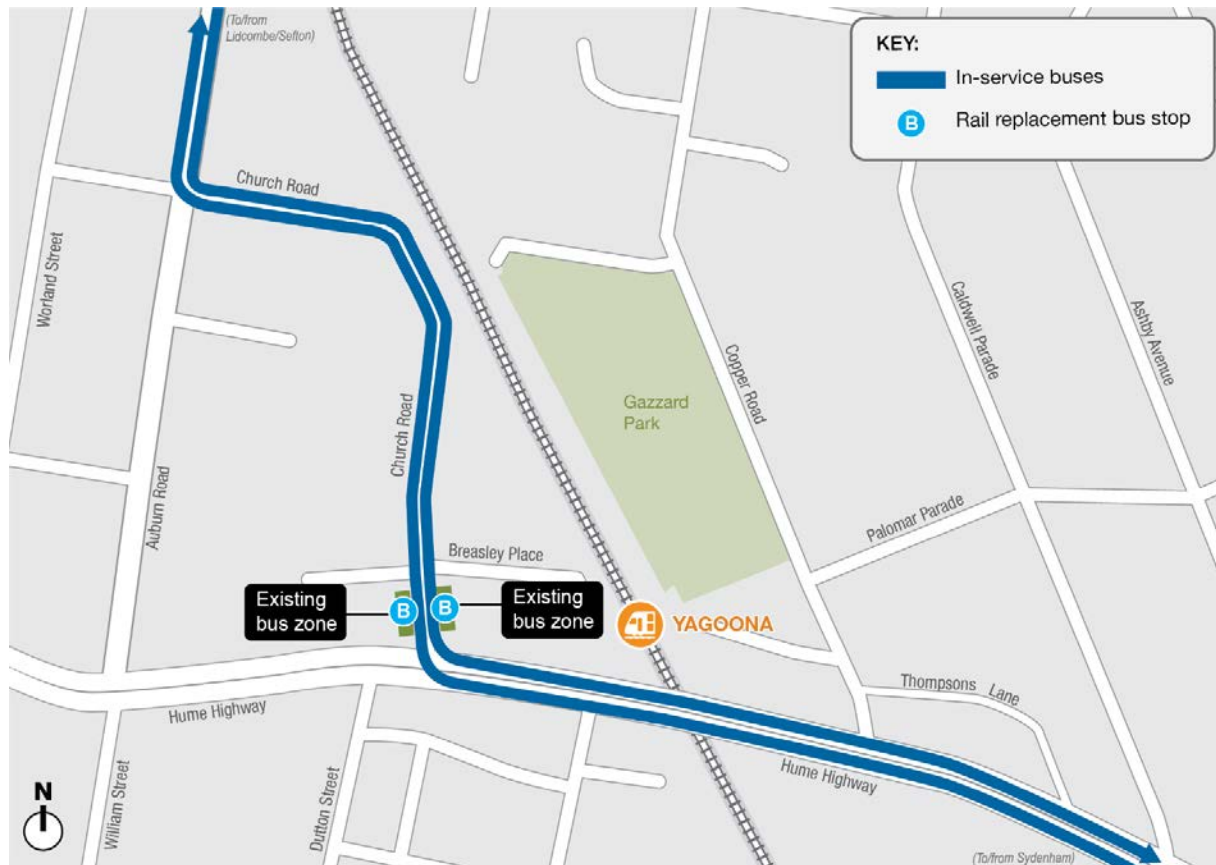 (To/from
Lidcombe/Sefton)
KEY:
In-service buses
B
Rail replacement bus stop
Church Road
Worland Street
Caldwell Parade
Ashby Avenue
Copper Road
Gazzard
Park
Church Road
Auburn Road
Palomar Parade
Breasley Place
Existing
bus zone
B
B
Existing
bus zone
YAGOONA
Thompsons Lane
Hume Highway
Hume Highway
William Street
Dutton Street
N
(To/from Sydenham)